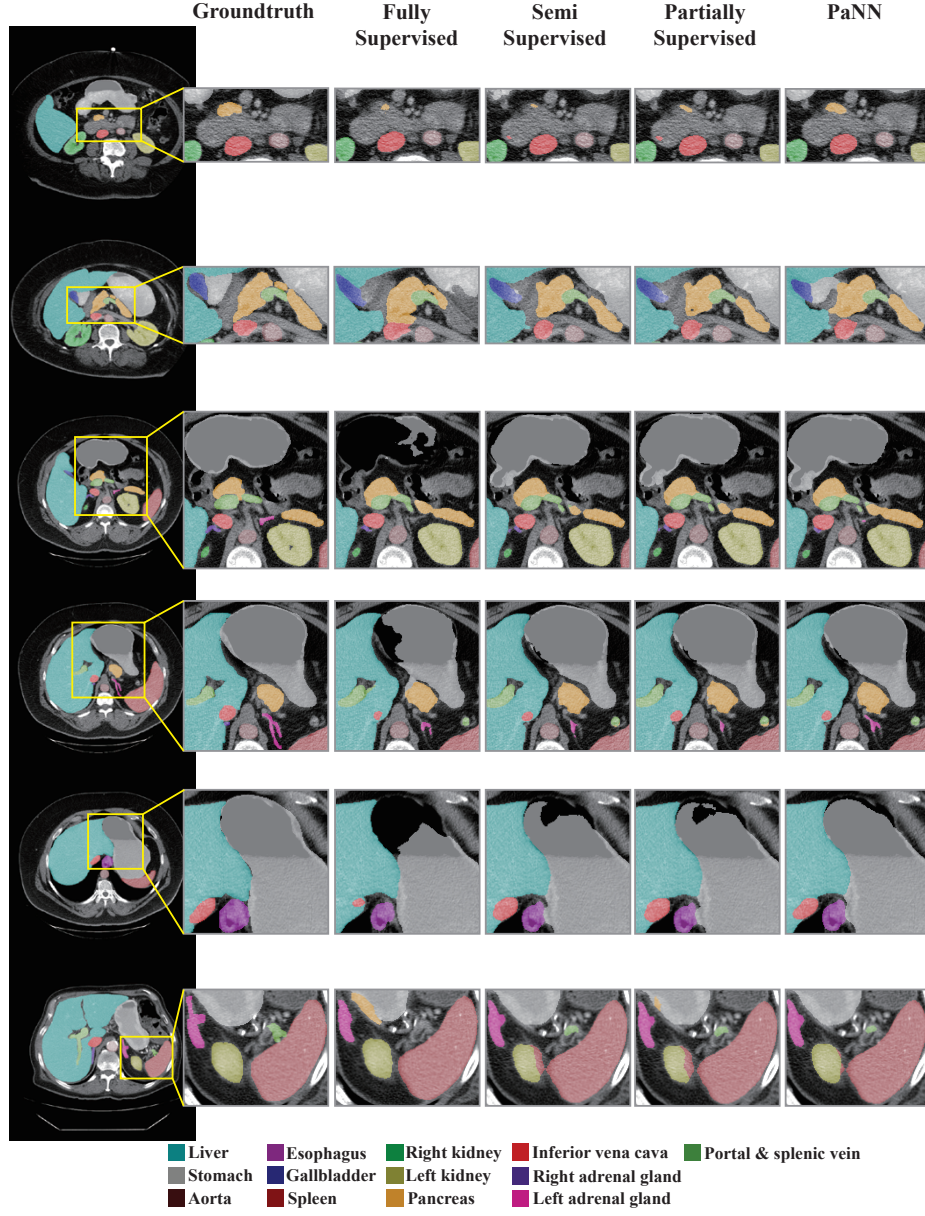 Groundtruth
Fully
Supervised
Semi
Supervised
Partially
Supervised
PaNN
Liver
Esophagus
Right kidney
Inferior vena cava
Portal & splenic vein
Stomach
Gallbladder
Left kidney
Right adrenal gland
Aorta
Spleen
Pancreas
Left adrenal gland